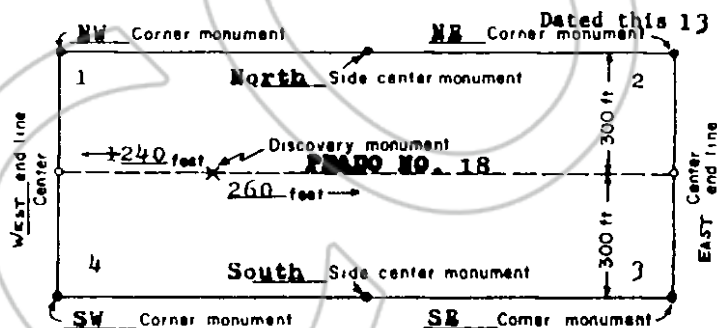 Dated this 13
NW Corner monument NE Corner monument
1 North Side center monument 2
300 ft
240 feet Discovery monument
WEST end line Center
NO. 18
260 feet
EAST end line Center
300 ft
4 South Side center monument 3
SW Corner monument SE Corner monument